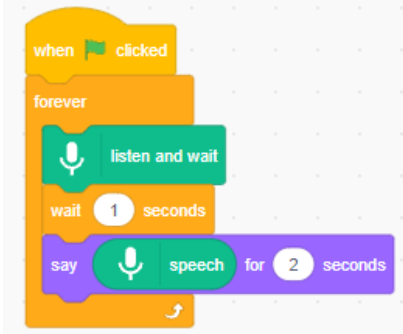 when clicked
forever
listen and wait
wait 1 seconds
say speech for 2 seconds